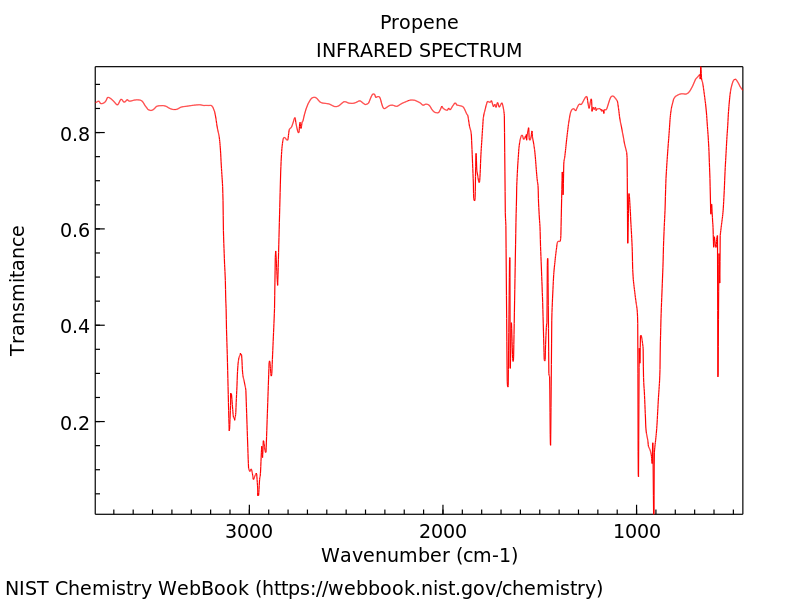 Propene
INFRARED SPECTRUM
0.8
0.6
0.4
0.2
Transmitance
3000 2000 1000
Wavenumber (cm-1)
NIST Chemistry WebBook (https://webbook.nist.gov/chemistry)